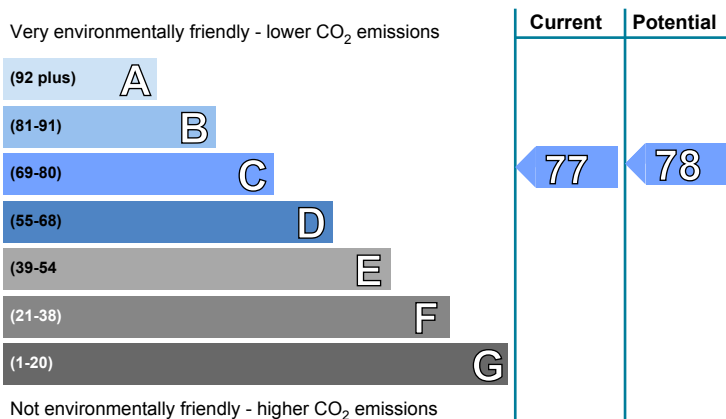 Current Potential
Very environmentally friendly - lower CO2 emissions
(92 plus) A
(81-91) B
(69-80) C 77 78
(55-68) D
(39-54 E
(21-38) F
(1-20) G
Not environmentally friendly - higher CO2 emissions